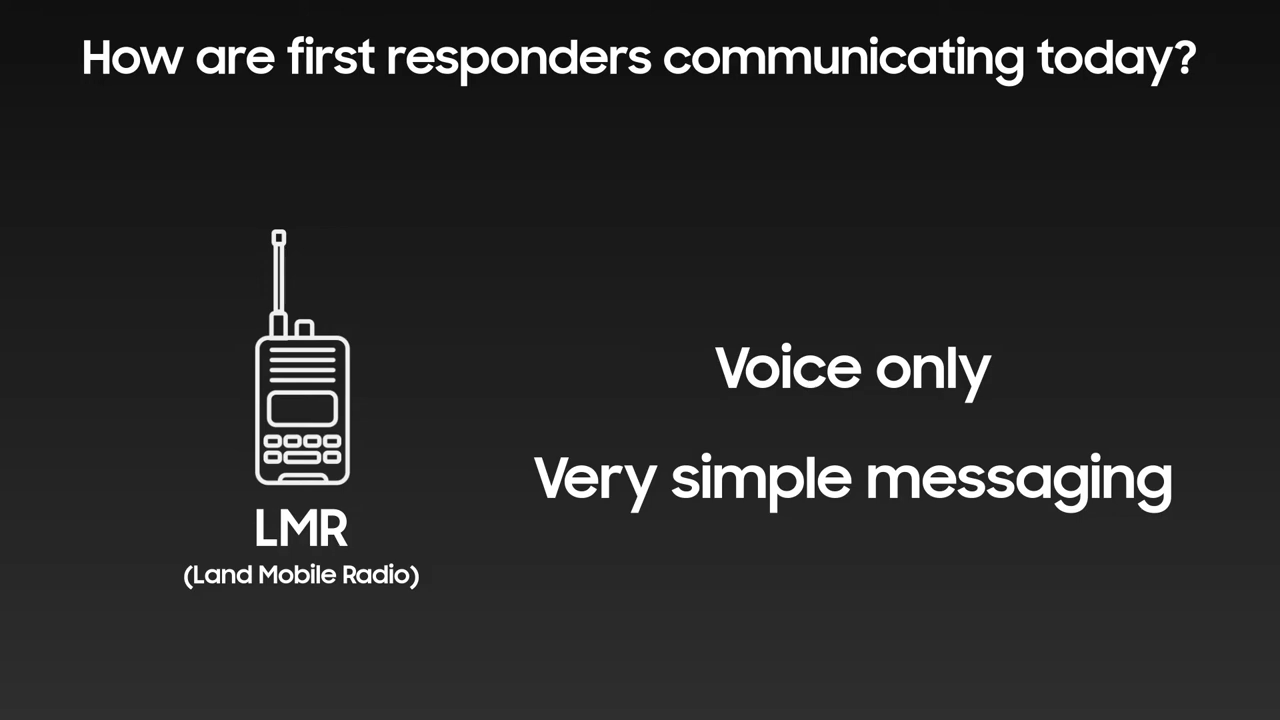 How are first responders communicating today?
Voice only
Very simple messaging
LMR
(Land Mobile Radio)